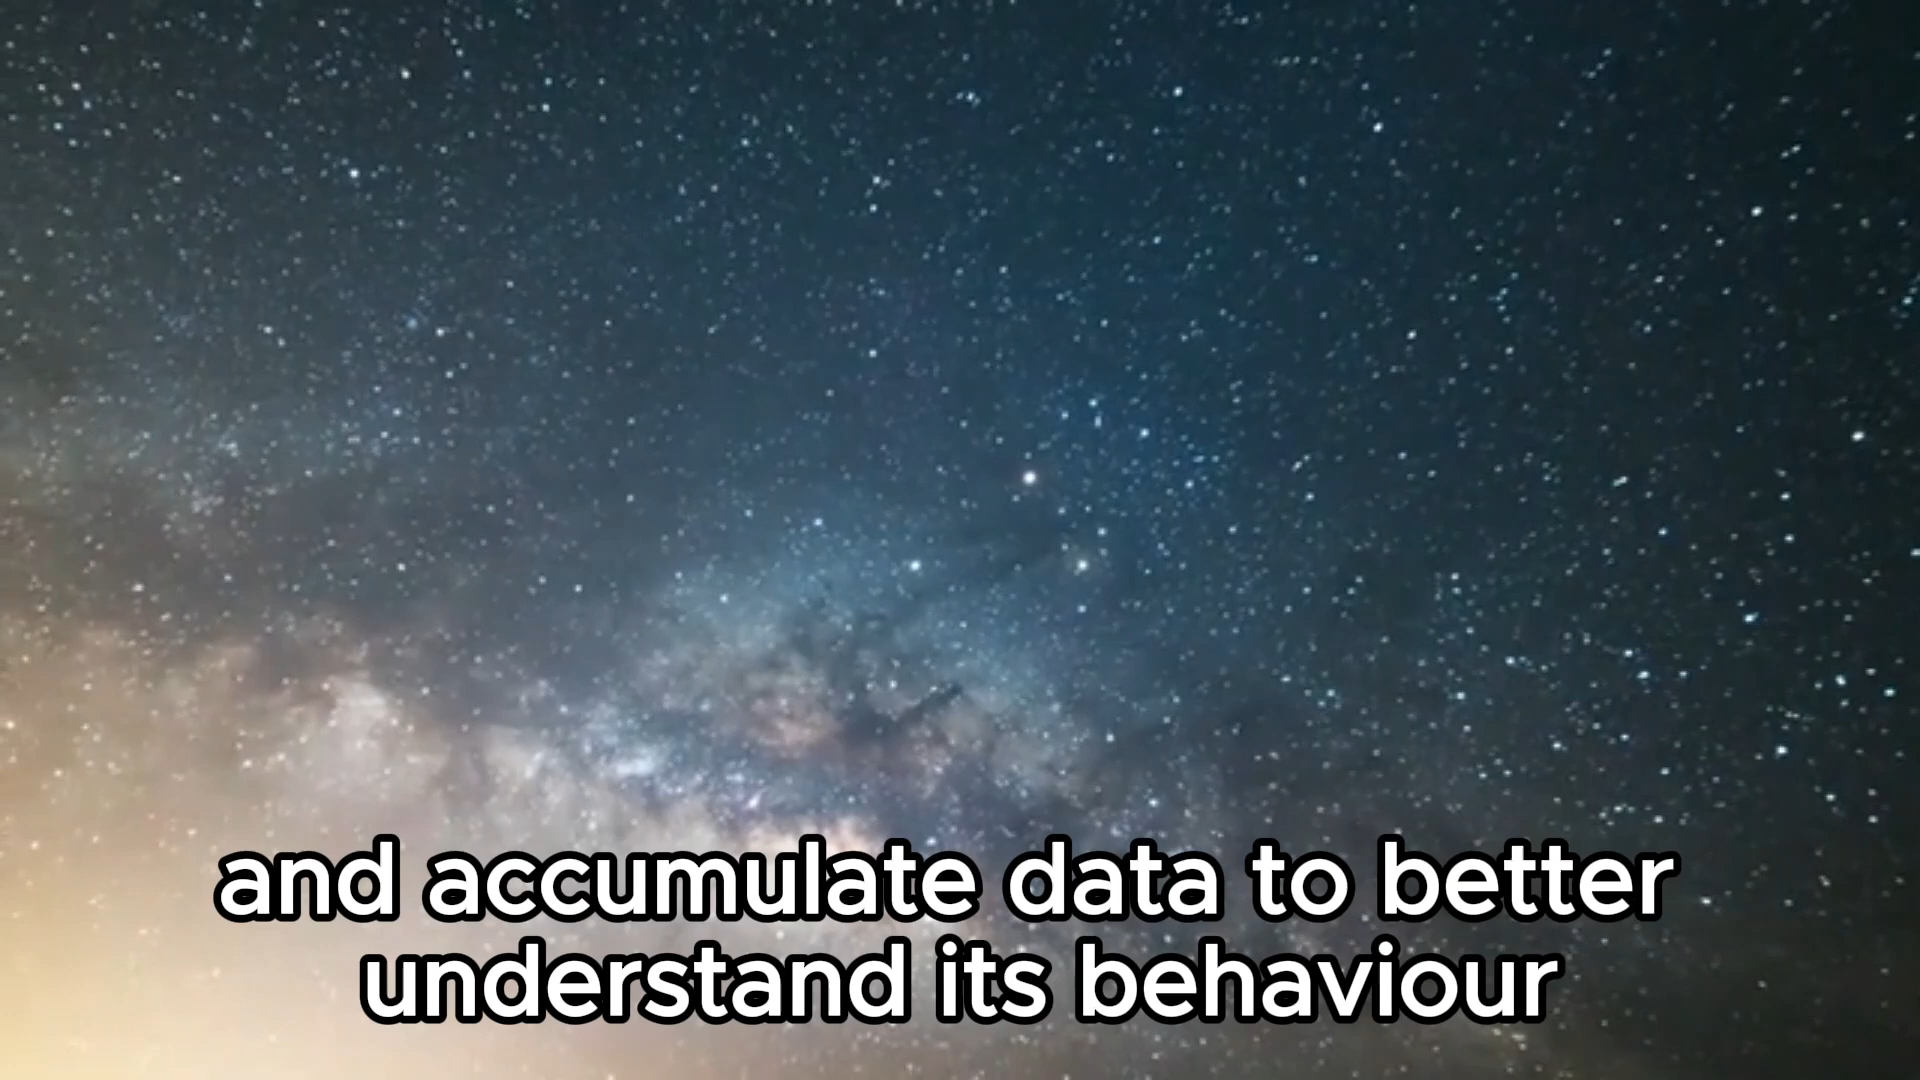 and accumulate data to better
understand its behaviour